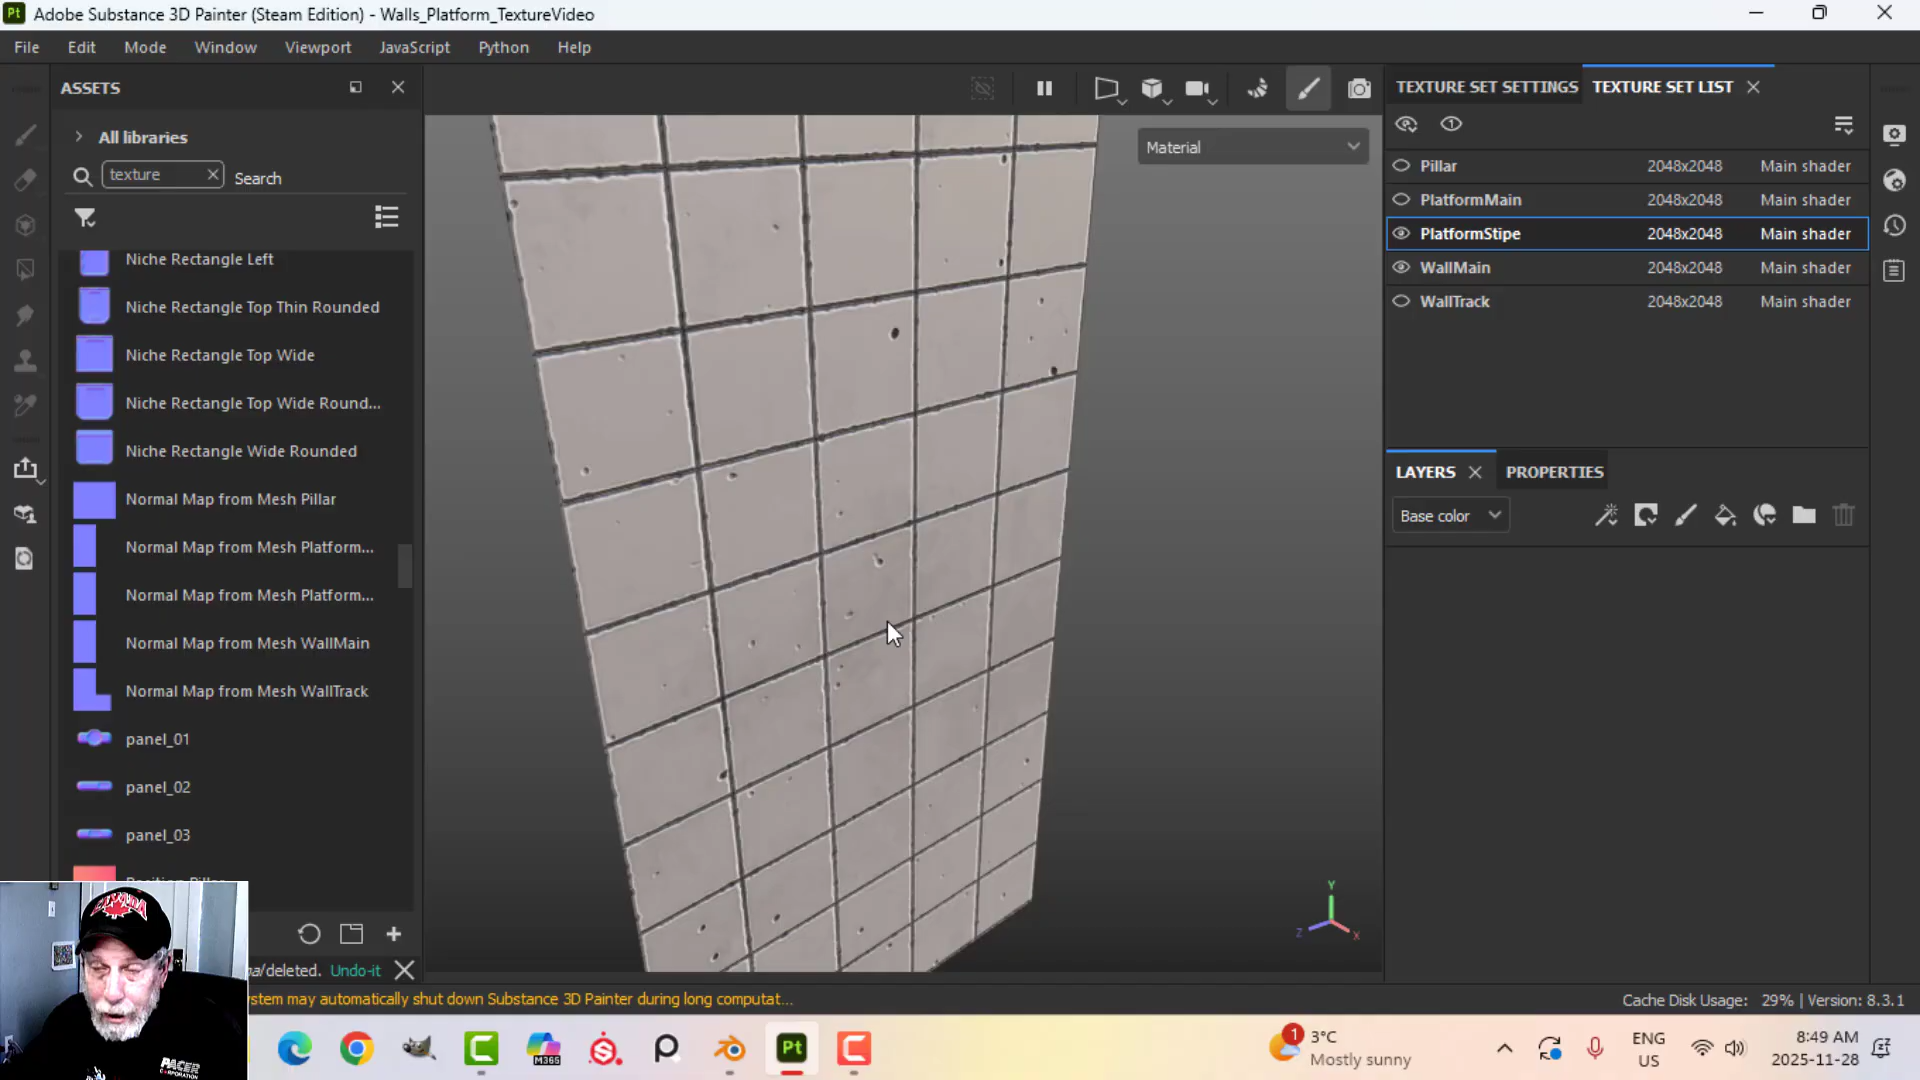 Adobe Substance 3D Painter (Steam Edition) - Walls_Platform_TextureVideo
File Edit Mode Window Viewport JavaScript Python Help
ASSETS
All libraries
texture
Search
Niche Rectangle Left
Niche Rectangle Top Thin Rounded
Niche Rectangle Top Wide
Niche Rectangle Top Wide Round...
Niche Rectangle Wide Rounded
Normal Map from Mesh Pillar
Normal Map from Mesh Platform...
Normal Map from Mesh Platform...
Normal Map from Mesh WallMain
Normal Map from Mesh WallTrack
panel_01
panel_02
panel_03
/deleted. Undo-it
may automatically shut down Substance 3D Painter during long computat...
Material
Y
Z X
TEXTURE SET SETTINGS TEXTURE SET LIST
Pillar 2048x2048 Main shader
PlatformMain 2048x2048 Main shader
PlatformStipe 2048x2048 Main shader
WallMain 2048x2048 Main shader
WallTrack 2048x2048 Main shader
LAYERS PROPERTIES
Base color
Cache Disk Usage: 29% | Version: 8.3.1
PACER
CORPORATION
M365
Pt
1
3°C
Mostly sunny
ENG
US
8:49 AM
2025-11-28